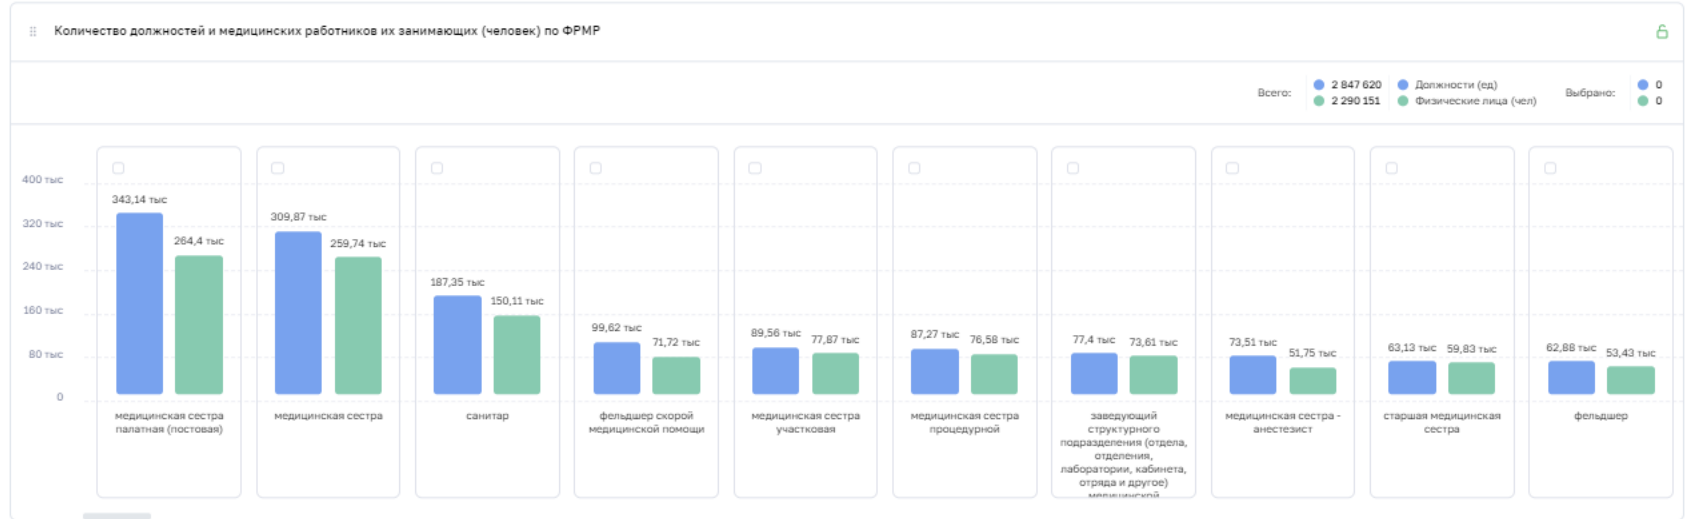 Количество должностей и медицинских работников их занимающих (человек) по ФРМР
Всего:
2 847 620
Должности (ед)
2 290 151
Физические лица (чел)
Выбрано:
0
0
400 тыс
320 тыс
240 тыс
160 тыс
80 тыс
0
343,14 тыс
264,4 тыс
медицинская сестра
палатная (постовая)
309,87 тыс
259,74 тыс
медицинская сестра
187,35 тыс
150,11 тыс
санитар
99,62 тыс
71,72 тыс
фельдшер скорой
медицинской помощи
89,56 тыс
77,87 тыс
медицинская сестра
участковая
87,27 тыс
76,58 тыс
медицинская сестра
процедурной
77,4 тыс
73,61 тыс
заведующий
структурного
подразделения (отдела,
отделения,
лаборатории, кабинета,
отряда и другое)
медицинской
73,51 тыс
51,75 тыс
медицинская сестра -
анестезист
63,13 тыс
59,83 тыс
старшая медицинская
сестра
62,88 тыс
53,43 тыс
фельдшер